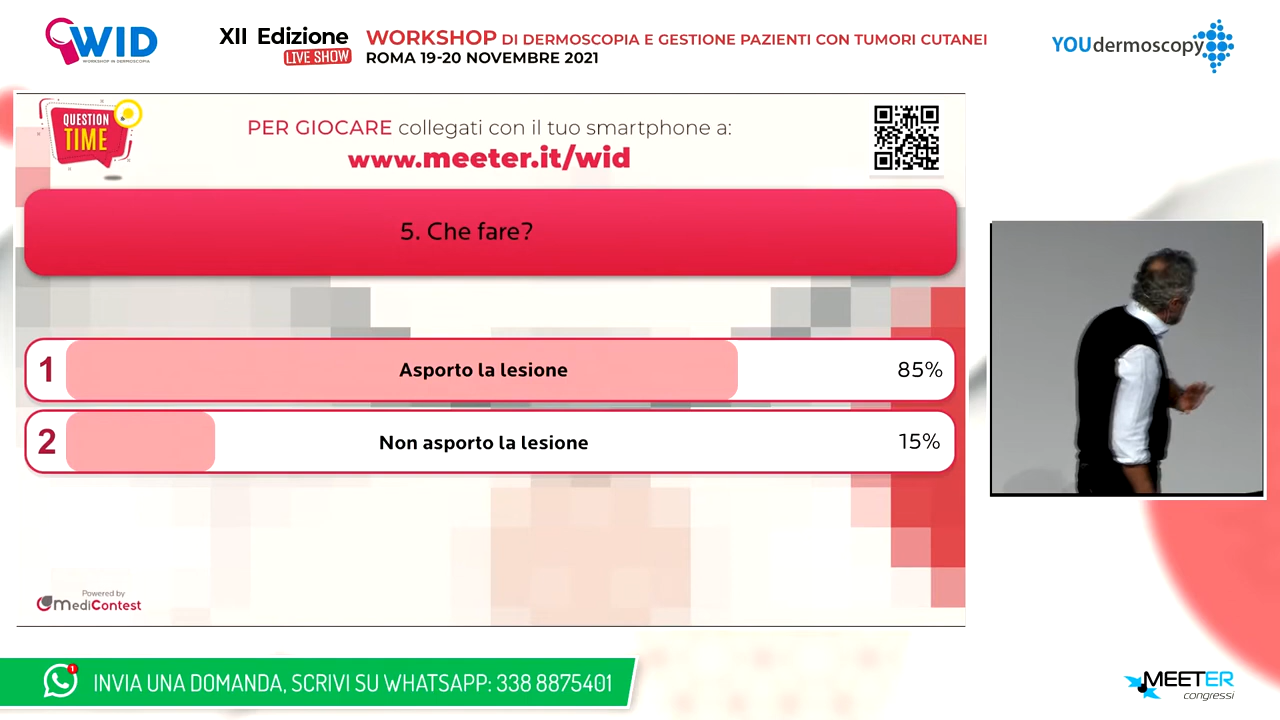 WID
WORKSHOP IN DERMOSCOPIA
XII Edizione
LIVE SHOW
WORKSHOP DI DERMOSCOPIA E GESTIONE PAZIENTI CON TUMORI CUTANEI
ROMA 19-20 NOVEMBRE 2021
YOUdermoscopy
QUESTION
TIME
PER GIOCARE collegati con il tuo smartphone a:
www.meeter.it/wid
5. Che fare?
1 Asporto la lesione 85%
2 Non asporto la lesione 15%
Powered by
mediContest
1
INVIA UNA DOMANDA, SCRIVI SU WHATSAPP: 338 8875401
MEETER
congressi